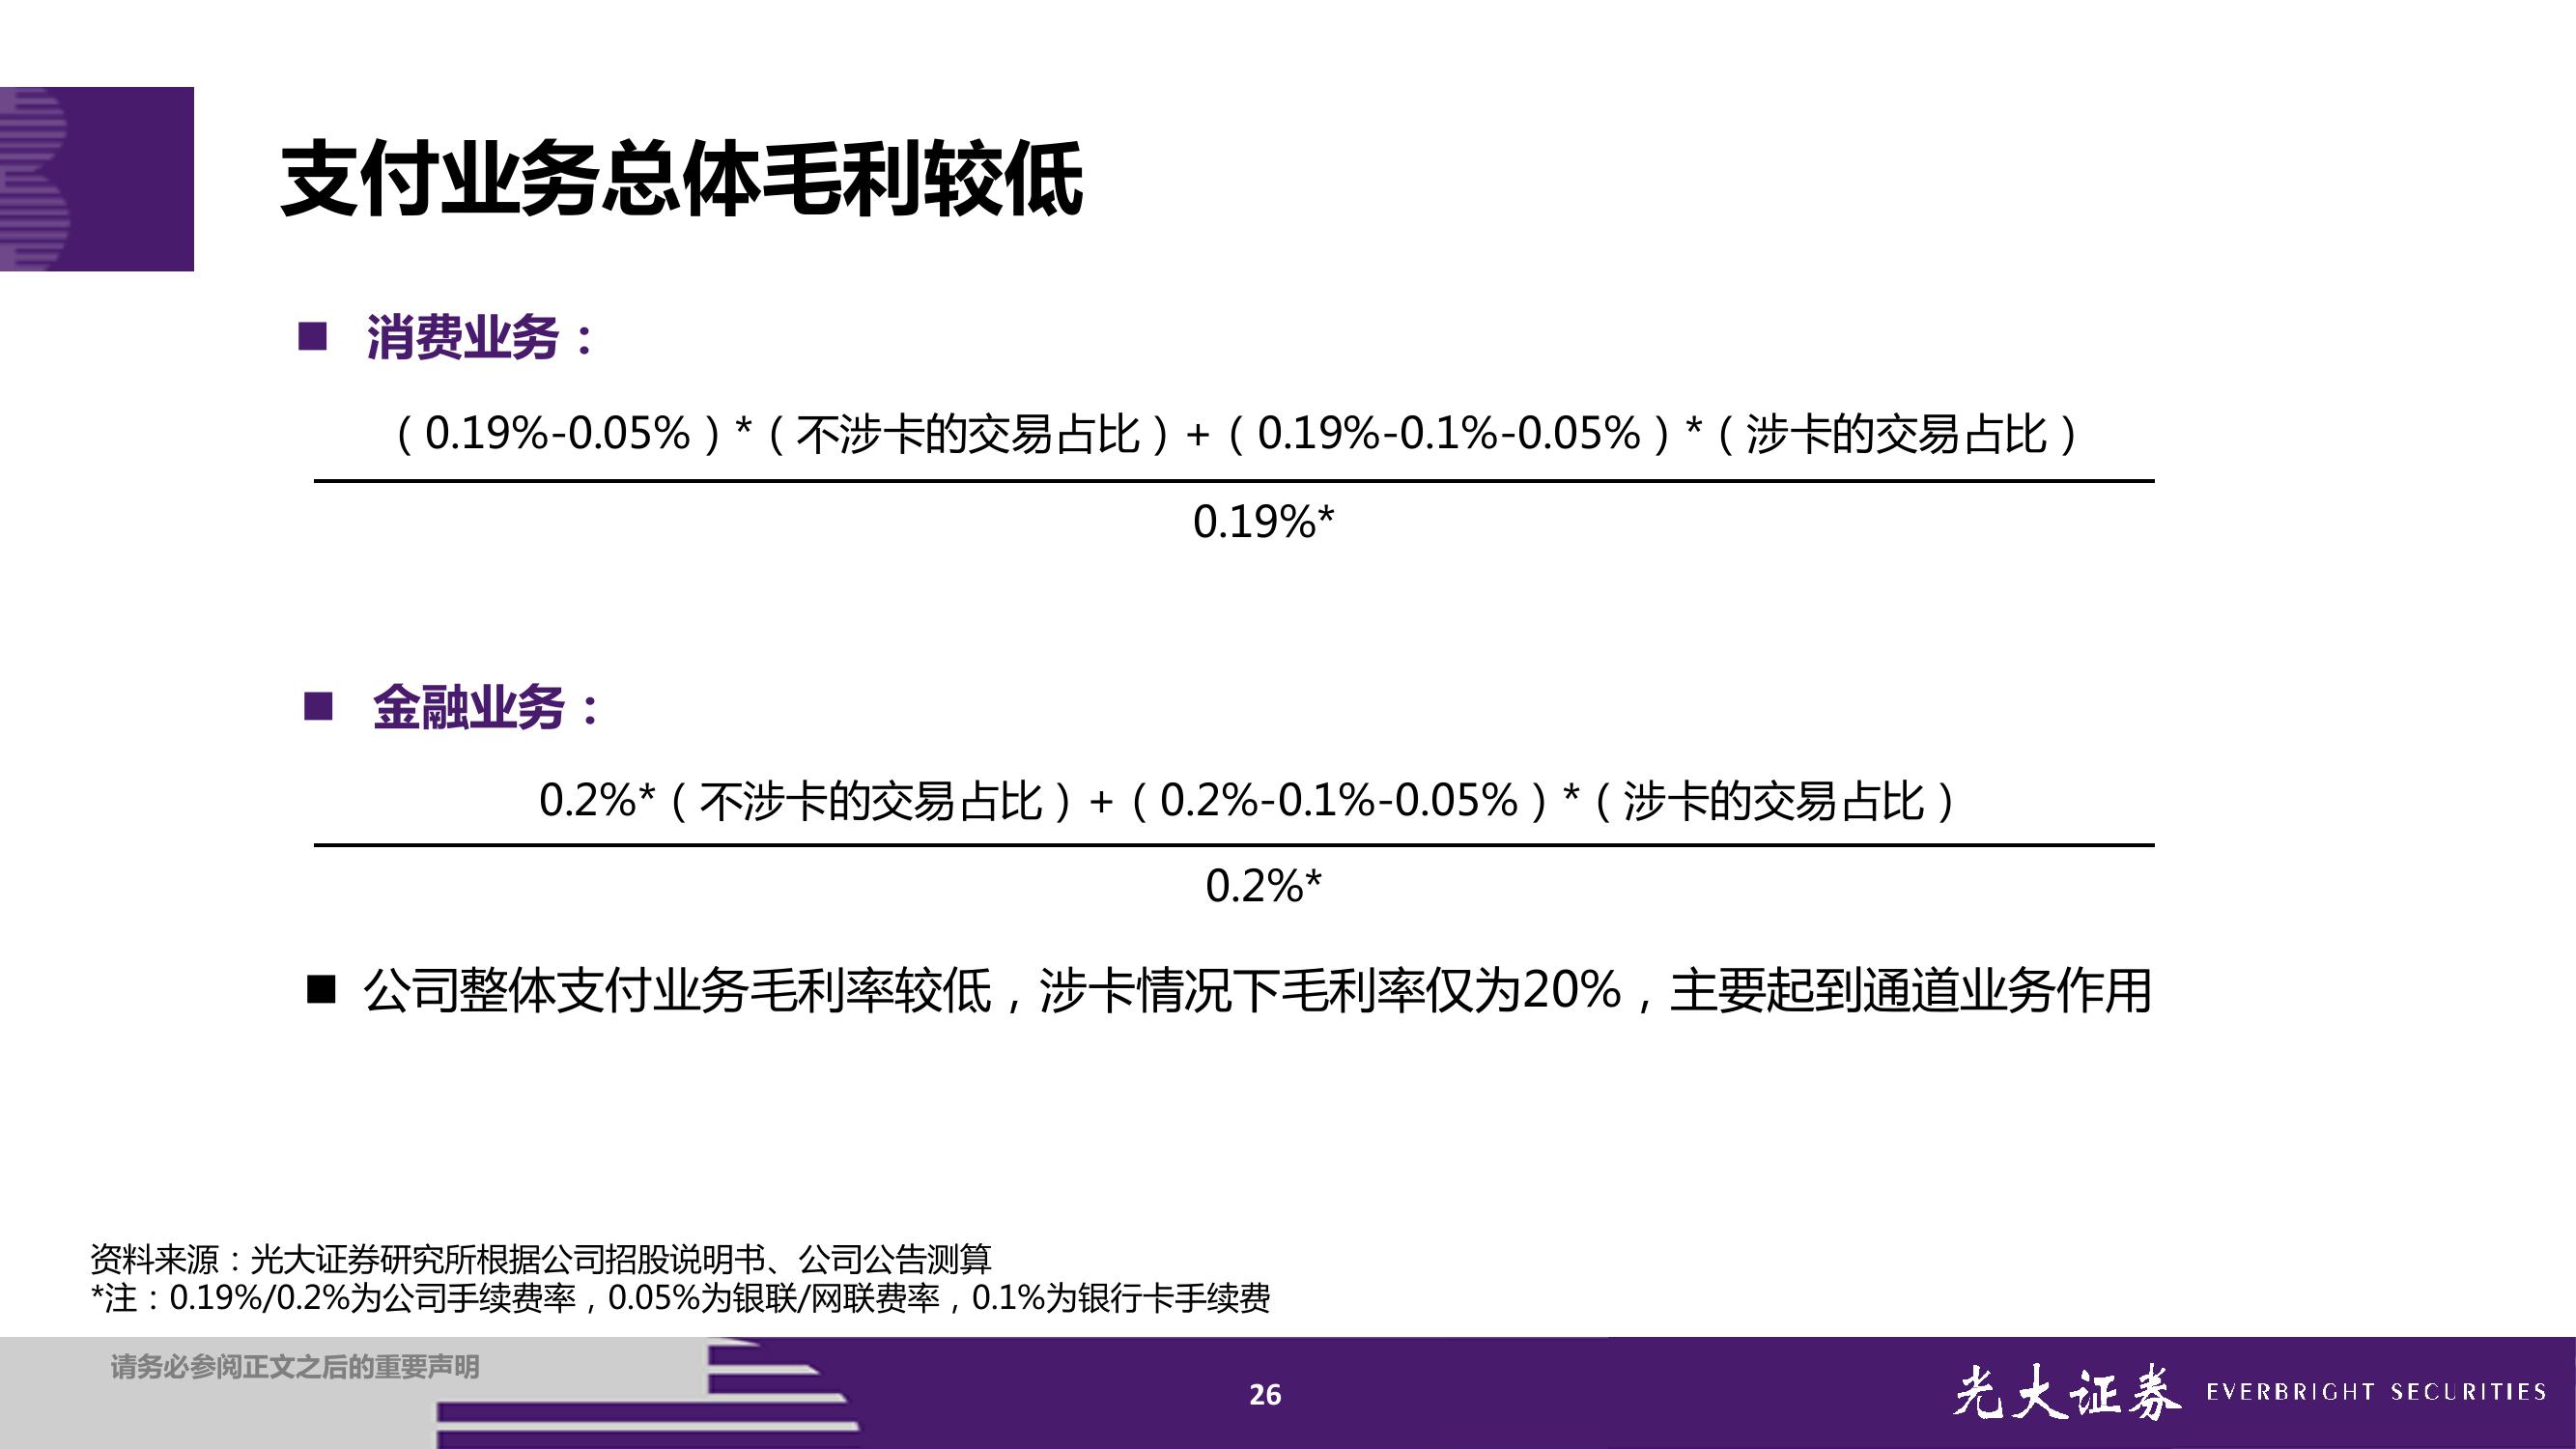 支付业务总体毛利较低
■ 消费业务：
（0.19%-0.05%）*（不涉卡的交易占比）+（0.19%-0.1%-0.05%）*（涉卡的交易占比）
0.19%*
■ 金融业务：
0.2%*（不涉卡的交易占比）+（0.2%-0.1%-0.05%）*（涉卡的交易占比）
0.2%*
■ 公司整体支付业务毛利率较低，涉卡情况下毛利率仅为20%，主要起到通道业务作用
资料来源：光大证券研究所根据公司招股说明书、公司公告测算
*注：0.19%/0.2%为公司手续费率，0.05%为银联/网联费率，0.1%为银行卡手续费
请务必参阅正文之后的重要声明
26
光大证券 EVERBRIGHT SECURITIES